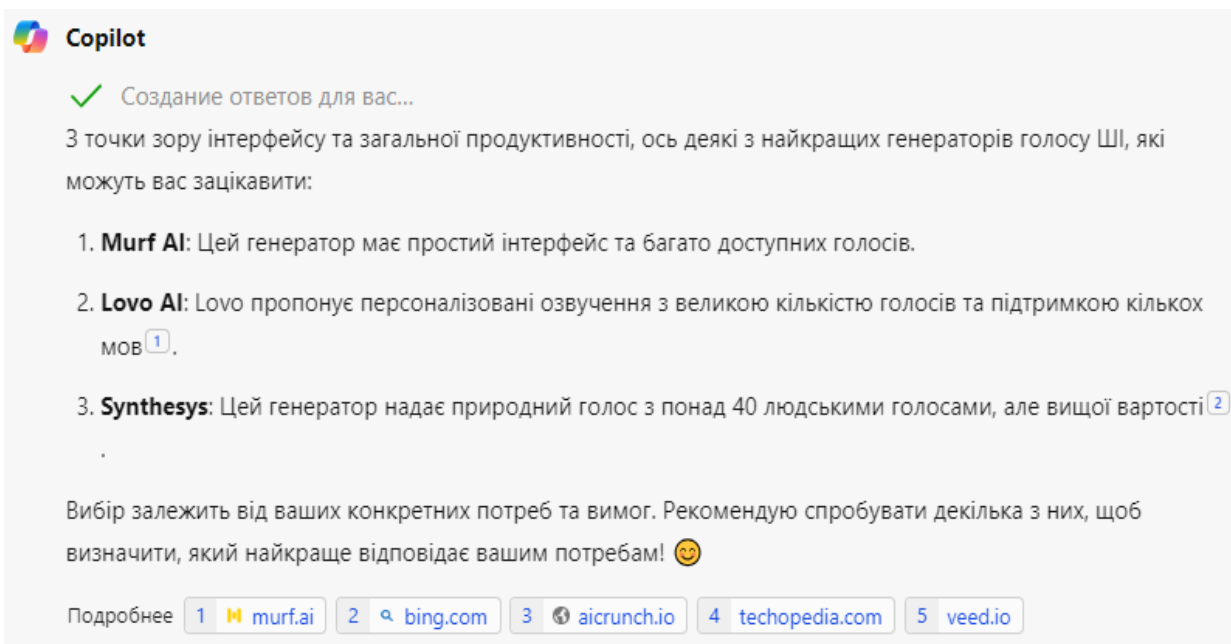 Copilot
Создание ответов для вас...
З точки зору інтерфейсу та загальної продуктивності, ось деякі з найкращих генераторів голосу ШІ, які
можуть вас зацікавити:
1. Murf AI: Цей генератор має простий інтерфейс та багато доступних голосів.
2. Lovo AI: Lovo пропонує персоналізовані озвучення з великою кількістю голосів та підтримкою кількох
мов 1.
3. Synthesys: Цей генератор надає природний голос з понад 40 людськими голосами, але вищої вартості 2
.
Вибір залежить від ваших конкретних потреб та вимог. Рекомендую спробувати декілька з них, щоб
визначити, який найкраще відповідає вашим потребам! 😊
Подробнее 1 murf.ai 2 bing.com 3 aicrunch.io 4 techopedia.com 5 veed.io